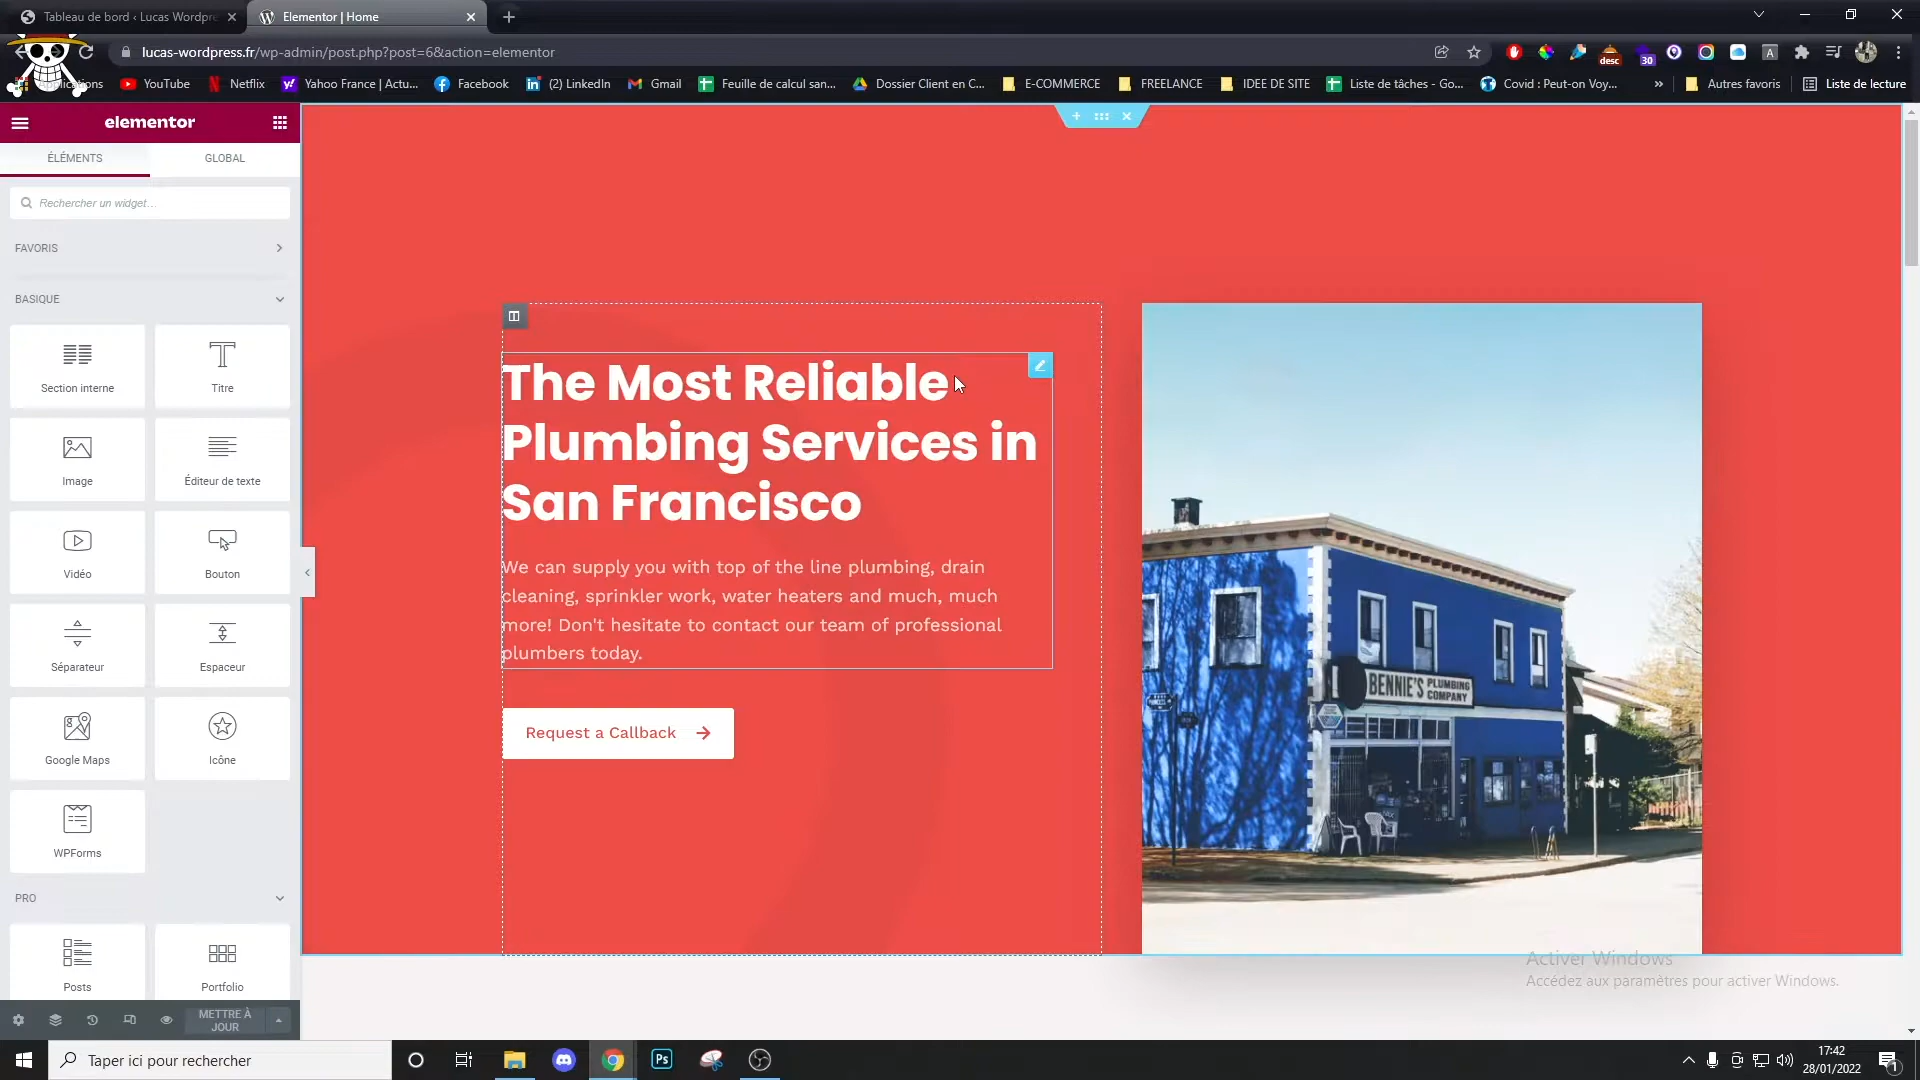 Tableau de bord ‹ Lucas Wordpre
Elementor | Home
lucas-wordpress.fr/wp-admin/post.php?post=6&action=elementor
desc
30
A
YouTube
Netflix
Yahoo France | Actu...
Facebook
(2) LinkedIn
Gmail
Feuille de calcul san...
Dossier Client en C...
E-COMMERCE
FREELANCE
IDEE DE SITE
Liste de tâches - Go...
Covid : Peut-on Voy...
»
Autres favoris
Liste de lecture
elementor
ÉLÉMENTS
GLOBAL
Rechercher un widget...
FAVORIS
BASIQUE
Section interne
Titre
Image
Éditeur de texte
Vidéo
Bouton
Séparateur
Espaceur
Google Maps
Icône
WPForms
PRO
Posts
Portfolio
METTRE À
JOUR
The Most Reliable
Plumbing Services in
San Francisco
We can supply you with top of the line plumbing, drain
cleaning, sprinkler work, water heaters and much, much
more! Don't hesitate to contact our team of professional
plumbers today.
Request a Callback
BENNIE'S PLUMBING
COMPANY
Activer Windows
Accédez aux paramètres pour activer Windows.
Taper ici pour rechercher
Ps
17:42
28/01/2022
1